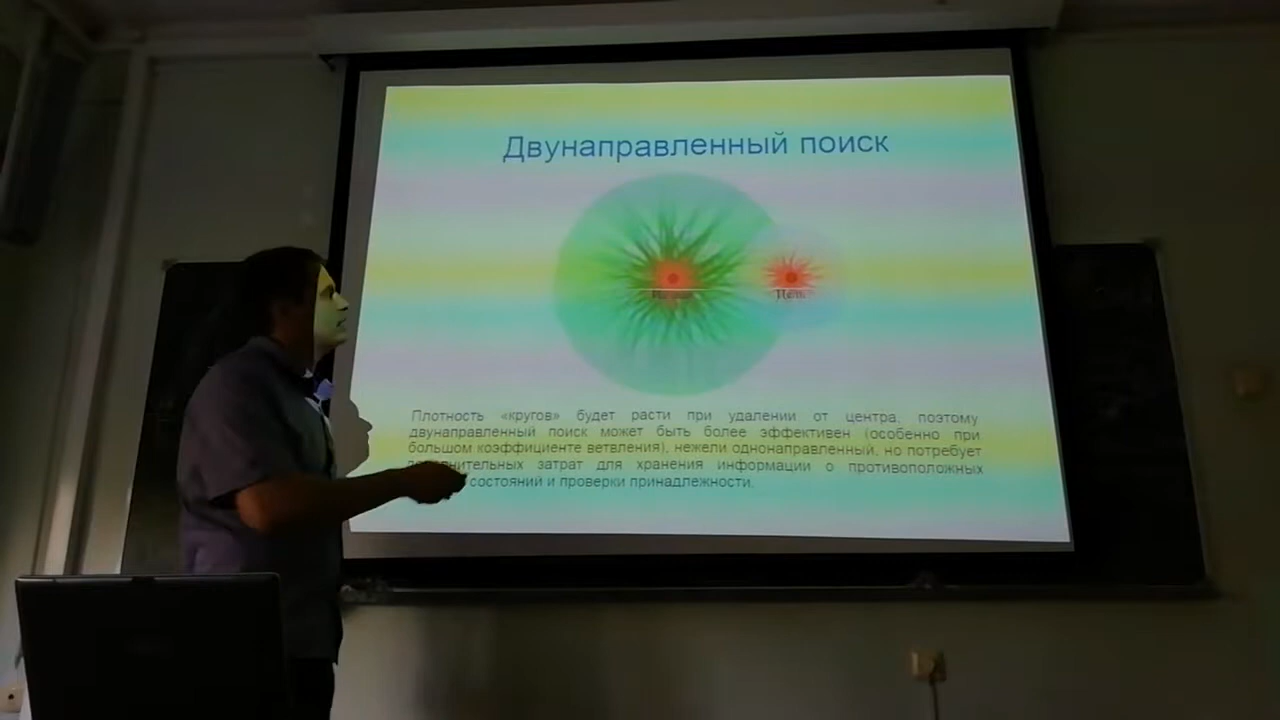 Двунаправленный поиск
Цель
Плотность «кругов» будет расти при удалении от центра, поэтому
двунаправленный поиск может быть более эффективен (особенно при
большом коэффициенте ветвления), нежели однонаправленный, но потребует
затрат для хранения информации о противоположных
состояний и проверки принадлежности.